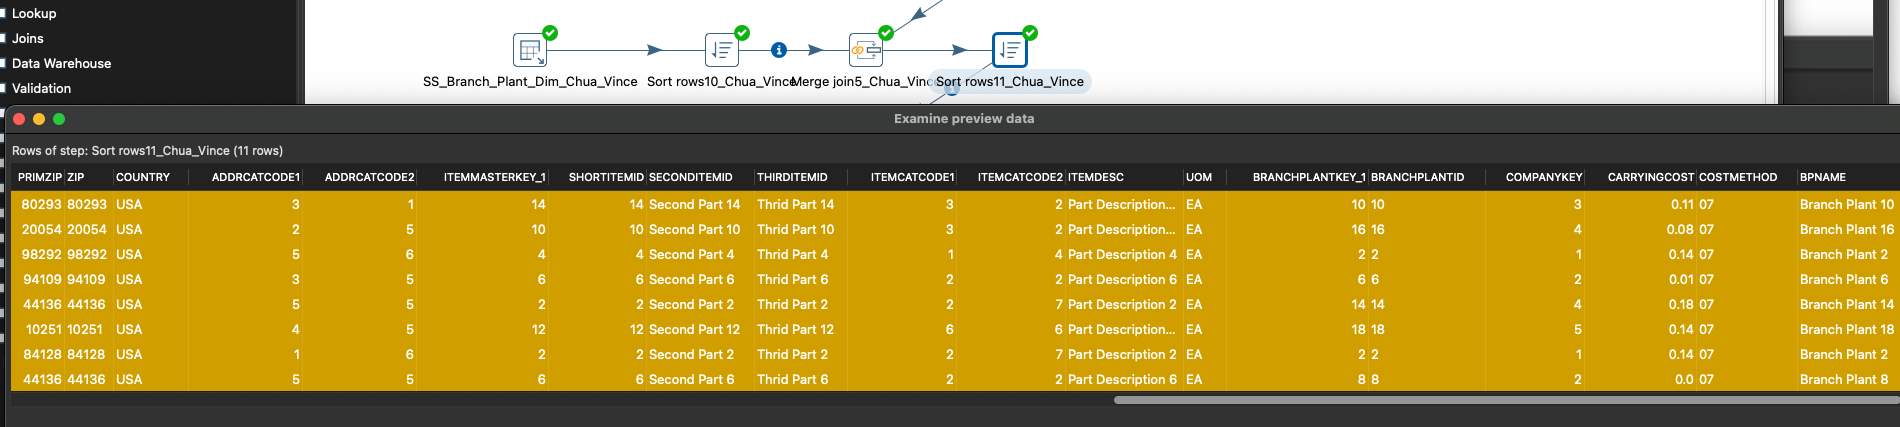 Lookup
Joins
Data Warehouse
Validation
SS_Branch_Plant_Dim_Chua_Vince Sort rows10_Chua_Vince Merge join5_Chua_Vince Sort rows11_Chua_Vince
Examine preview data
Rows of step: Sort rows11_Chua_Vince (11 rows)
PRIMZIP ZIP COUNTRY ADDRCATCODE1 ADDRCATCODE2 ITEMMASTERKEY_1 SHORTITEMID SECONDITEMID THIRDITEMID ITEMCATCODE1 ITEMCATCODE2 ITEMDESC UOM BRANCHPLANTKEY_1 BRANCHPLANTID COMPANYKEY CARRYINGCOST COSTMETHOD BPNAME
80293 80293 USA 3 1 14 14 Second Part 14 Thrid Part 14 3 2 Part Description... EA 10 10 3 0.11 07 Branch Plant 10
20054 20054 USA 2 5 10 10 Second Part 10 Thrid Part 10 3 2 Part Description... EA 16 16 4 0.08 07 Branch Plant 16
98292 98292 USA 5 6 4 4 Second Part 4 Thrid Part 4 1 4 Part Description 4 EA 2 2 1 0.14 07 Branch Plant 2
94109 94109 USA 3 5 6 6 Second Part 6 Thrid Part 6 2 2 Part Description 6 EA 6 6 2 0.01 07 Branch Plant 6
44136 44136 USA 5 5 2 2 Second Part 2 Thrid Part 2 2 7 Part Description 2 EA 14 14 4 0.18 07 Branch Plant 14
10251 10251 USA 4 5 12 12 Second Part 12 Thrid Part 12 6 6 Part Description... EA 18 18 5 0.14 07 Branch Plant 18
84128 84128 USA 1 6 2 2 Second Part 2 Thrid Part 2 2 7 Part Description 2 EA 2 2 1 0.14 07 Branch Plant 2
44136 44136 USA 5 5 6 6 Second Part 6 Thrid Part 6 2 2 Part Description 6 EA 8 8 2 0.0 07 Branch Plant 8